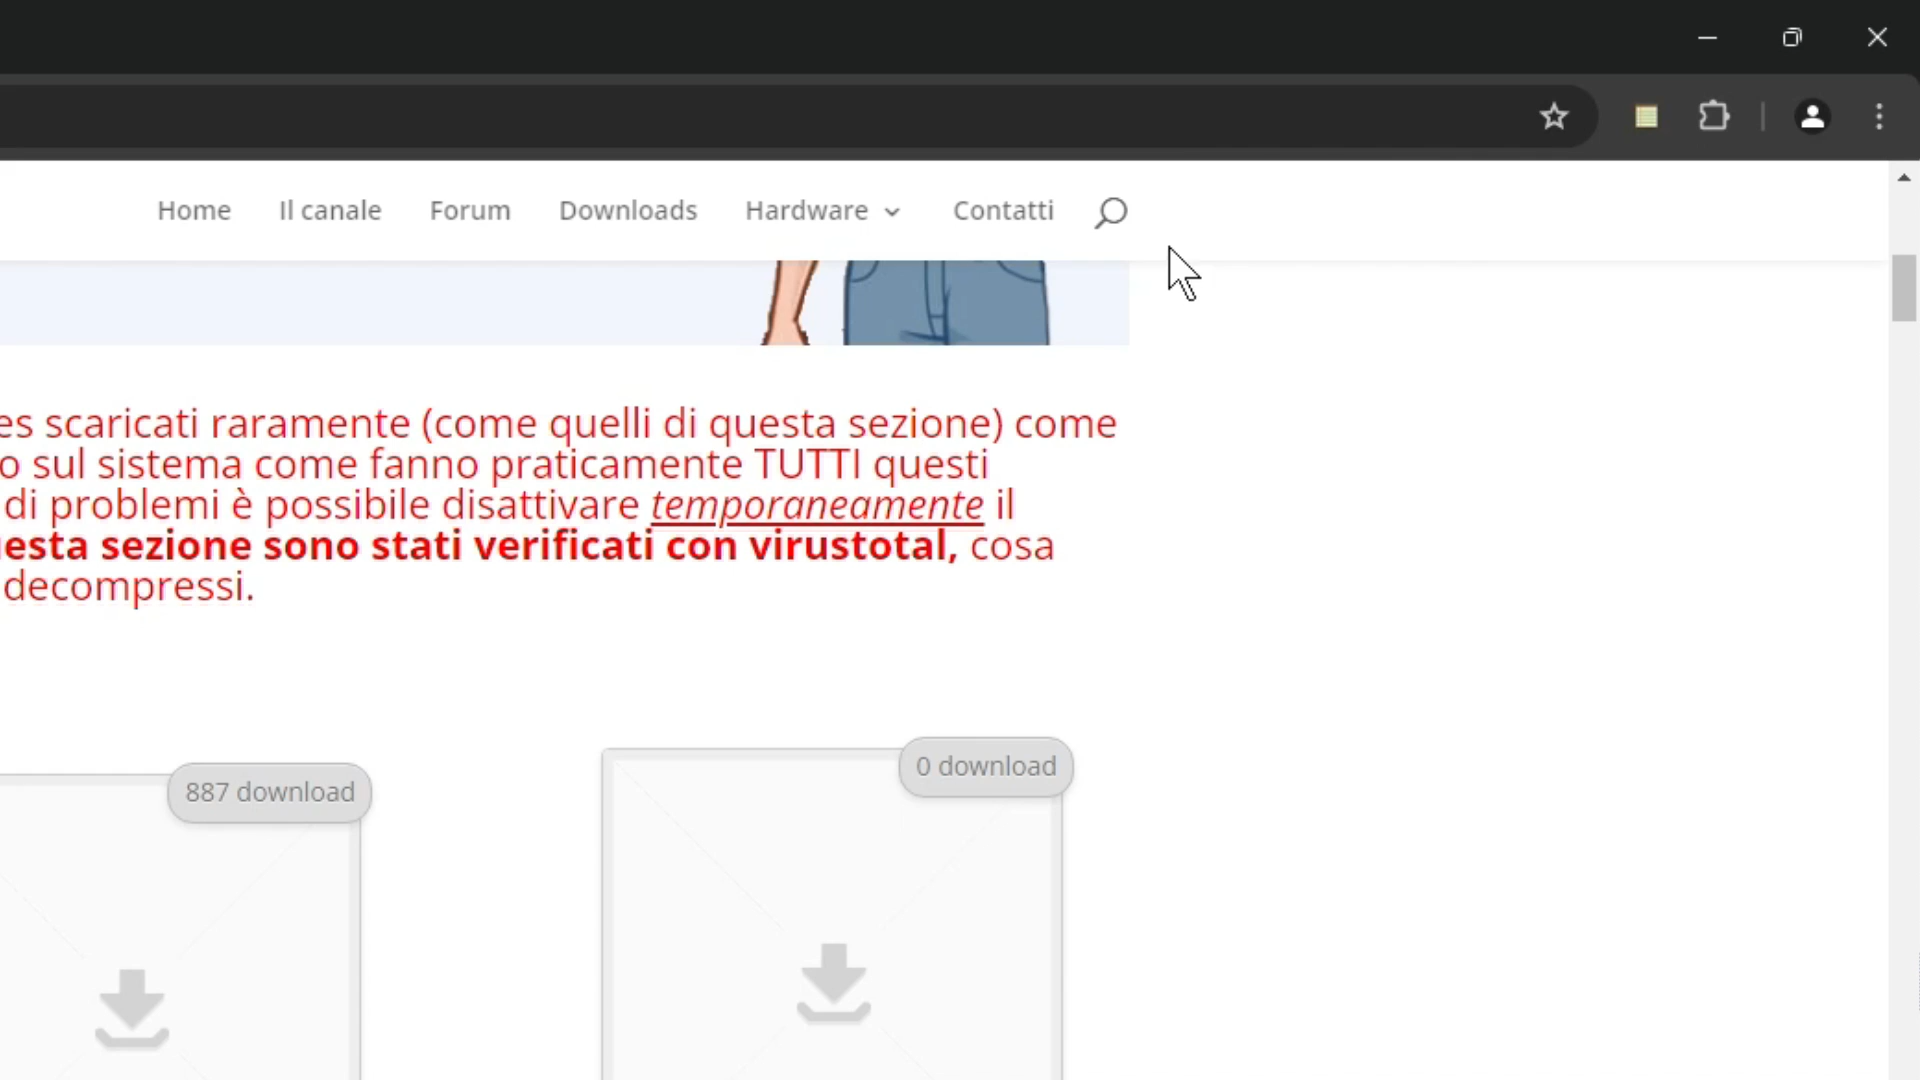 Home Il canale Forum Downloads Hardware Contatti
es scaricati raramente (come quelli di questa sezione) come
o sul sistema come fanno praticamente TUTTI questi
di problemi è possibile disattivare temporaneamente il
esta sezione sono stati verificati con virustotal, cosa
decompressi.
887 download
0 download